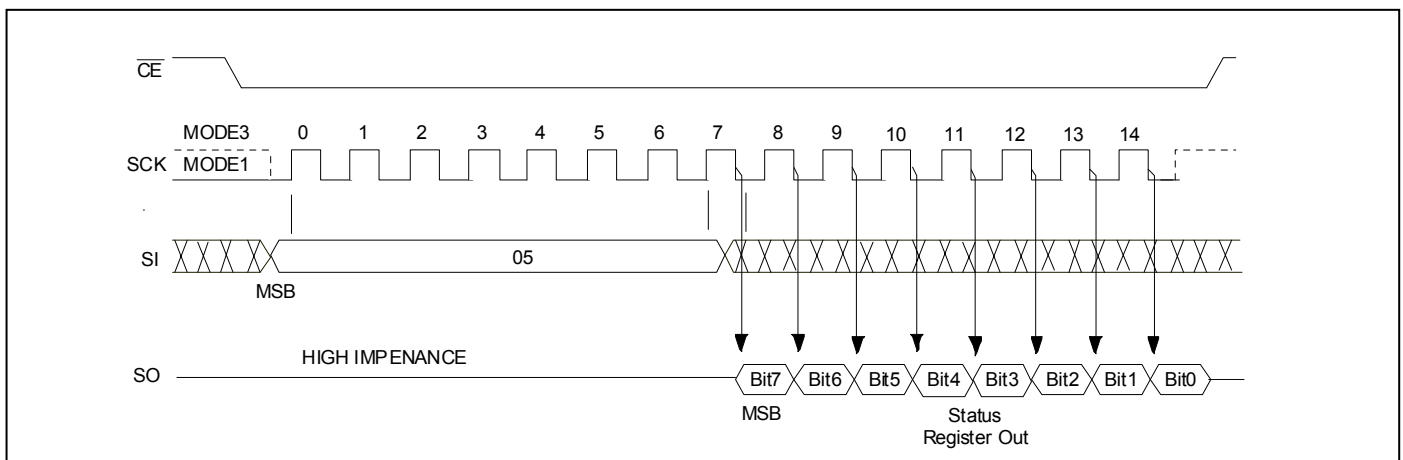 CE
MODE3 0 1 2 3 4 5 6 7 8 9 10 11 12 13 14
SCK MODE1
SI 05
MSB
HIGH IMPENANCE
SO Bit7 Bit6 Bit5 Bit4 Bit3 Bit2 Bit1 Bit0
MSB Status
Register Out